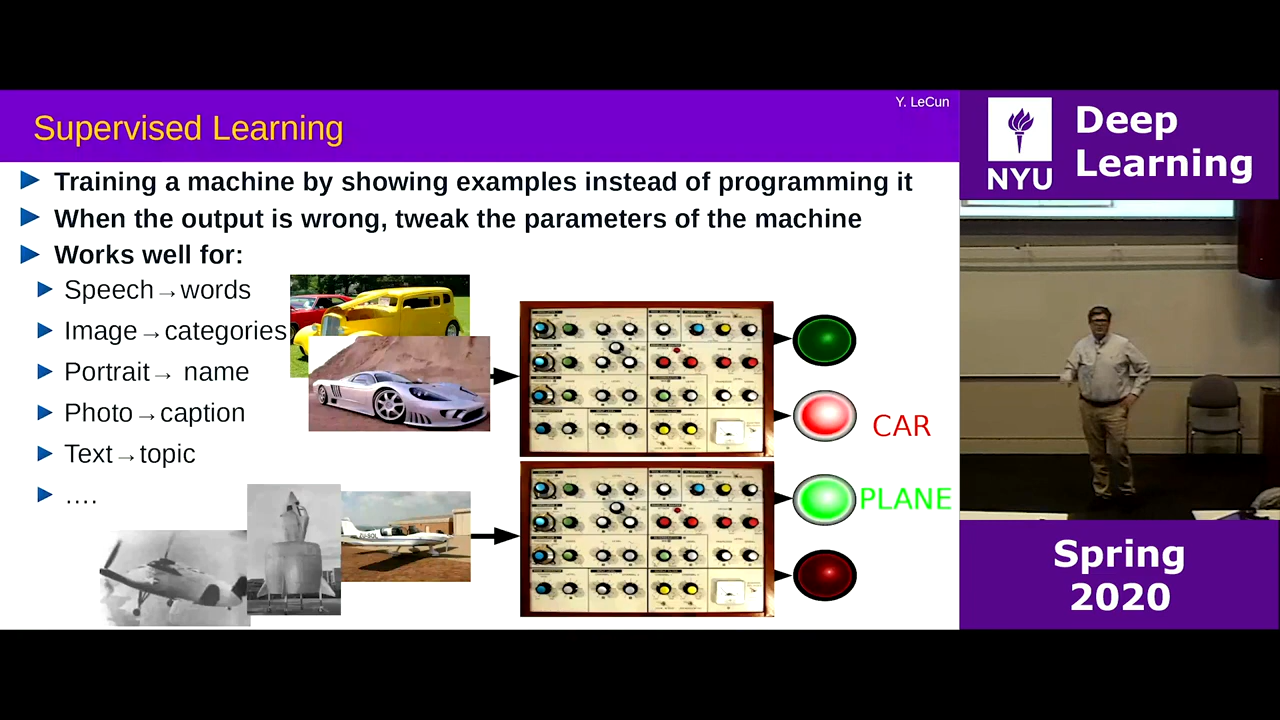 Y. LeCun
Supervised Learning
Training a machine by showing examples instead of programming it
When the output is wrong, tweak the parameters of the machine
Works well for:
Speech→words
Image→categories
Portrait→ name
Photo→caption
Text→topic
….
CAR
PLANE
NYU
Deep
Learning
Spring
2020